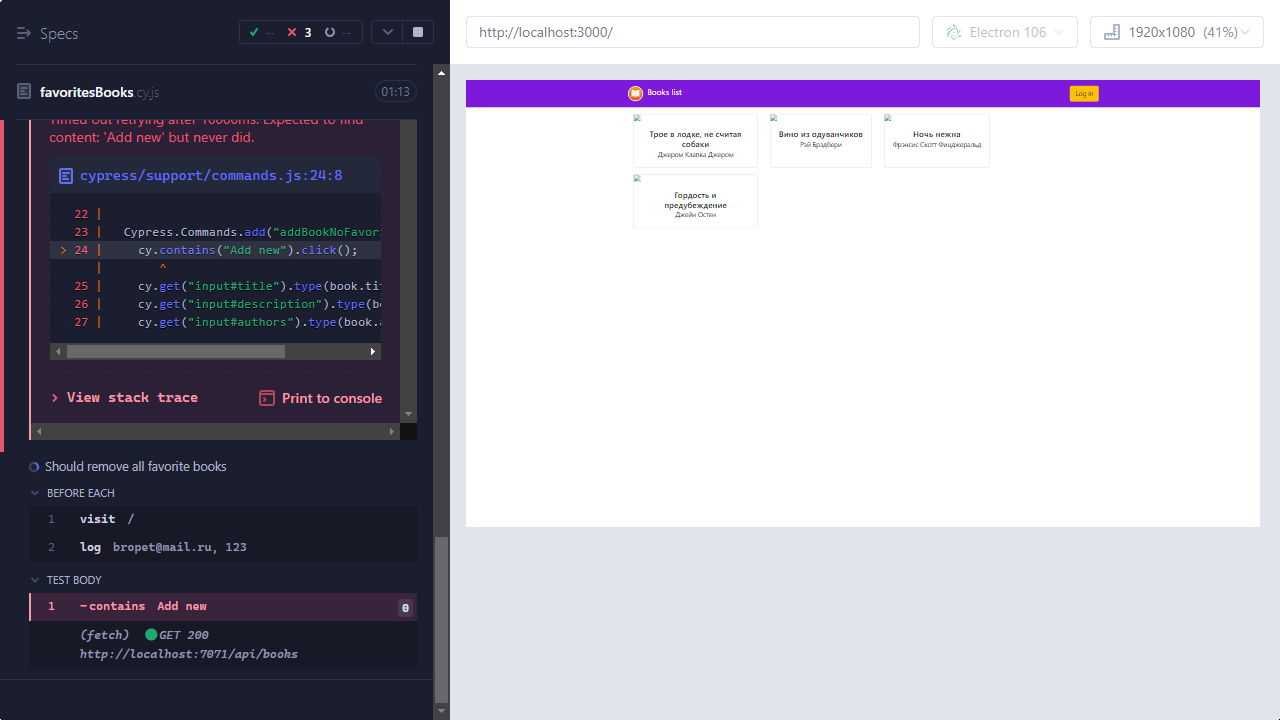 Specs
-- 3 --
favoritesBooks.cy.js 01:13
Timed out retrying after 10000ms: Expected to find
content: 'Add new' but never did.
cypress/support/commands.js:24:8
22 |
23 | Cypress.Commands.add("addBookNoFavori
> 24 | cy.contains("Add new").click();
| ^
25 | cy.get("input#title").type(book.tit
26 | cy.get("input#description").type(bo
27 | cy.get("input#authors").type(book.a
View stack trace
Print to console
Should remove all favorite books
BEFORE EACH
1 visit /
2 log bropet@mail.ru, 123
TEST BODY
1 -contains Add new 0
(fetch) GET 200
http://localhost:7071/api/books
http://localhost:3000/
Electron 106
1920x1080 (41%)
Books list
Log in
Трое в лодке, не считая
собаки
Джером Клапка Джером
Вино из одуванчиков
Рэй Брэдбери
Ночь нежна
Фрэнсис Скотт Фицджеральд
Гордость и
предубеждение
Джейн Остен